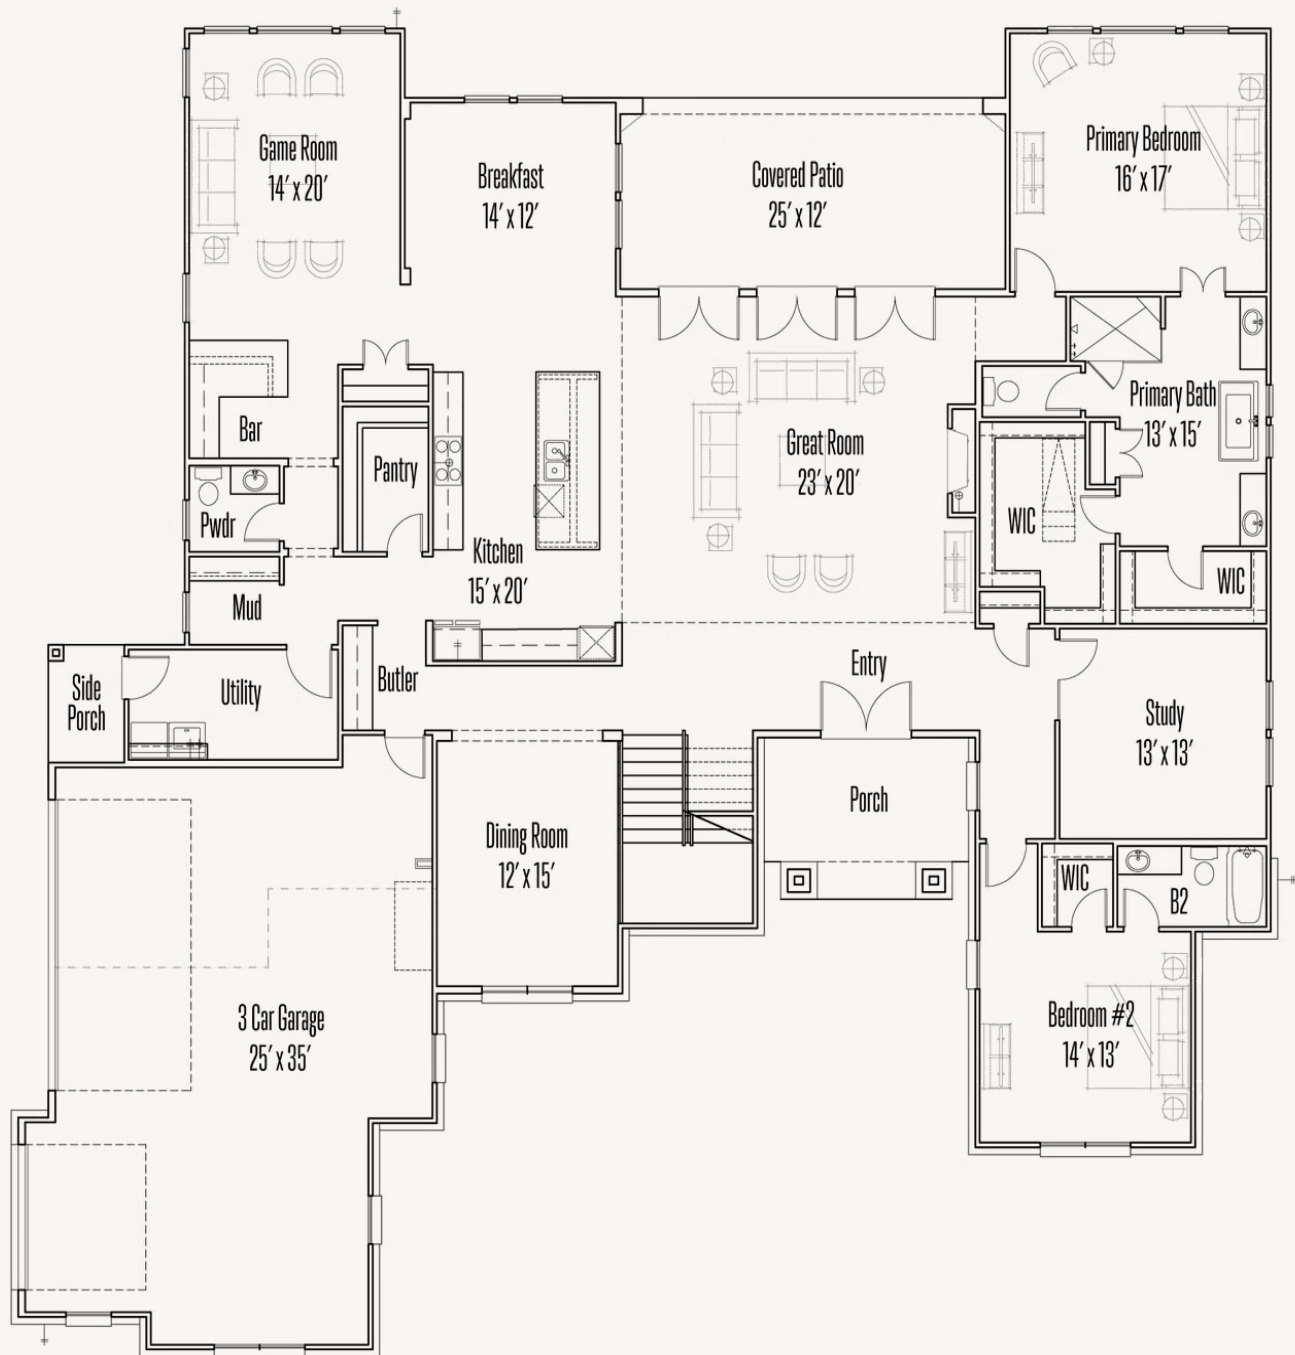 Game Room
14' x 20'
Breakfast
14' x 12'
Covered Patio
25' x 12'
Primary Bedroom
16' x 17'
Bar
Pantry
Great Room
23' x 20'
Primary Bath
13' x 15'
Pwdr
WIC
Kitchen
15' x 20'
WIC
Mud
Side
Porch
Utility
Butler
Entry
Study
13' x 13'
Porch
Dining Room
12' x 15'
WIC
B2
3 Car Garage
25' x 35'
Bedroom #2
14' x 13'